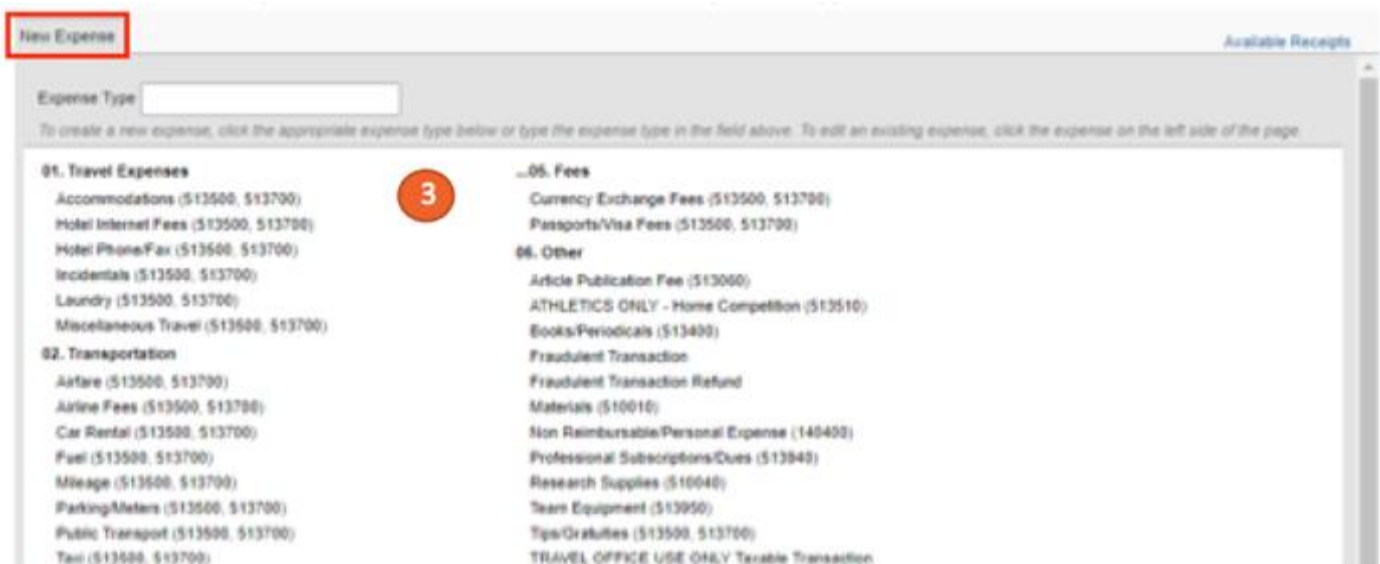 New Expense
Available Receipts
Expense Type
To create a new expense, click the appropriate expense type below or type the expense type in the field above. To edit an existing expense, click the expense on the left side of the page.
01. Travel Expenses
Accommodations (513500, 513700)
Hotel Internet Fees (513500, 513700)
Hotel Phone/Fax (513500, 513700)
Incidentals (513500, 513700)
Laundry (513500, 513700)
Miscellaneous Travel (513500, 513700)
02. Transportation
Airfare (513500, 513700)
Airline Fees (513500, 513700)
Car Rental (513500, 513700)
Fuel (513500, 513700)
Mileage (513500, 513700)
Parking/Meters (513500, 513700)
Public Transport (513500, 513700)
Taxi (513500, 513700)
3
...05. Fees
Currency Exchange Fees (513500, 513700)
Passports/Visa Fees (513500, 513700)
06. Other
Article Publication Fee (513060)
ATHLETICS ONLY - Home Competition (513510)
Books/Periodicals (513400)
Fraudulent Transaction
Fraudulent Transaction Refund
Materials (510010)
Non Reimbursable/Personal Expense (140400)
Professional Subscriptions/Dues (513940)
Research Supplies (510040)
Team Equipment (513950)
Tips/Gratuities (513500, 513700)
TRAVEL OFFICE USE ONLY Taxable Transaction